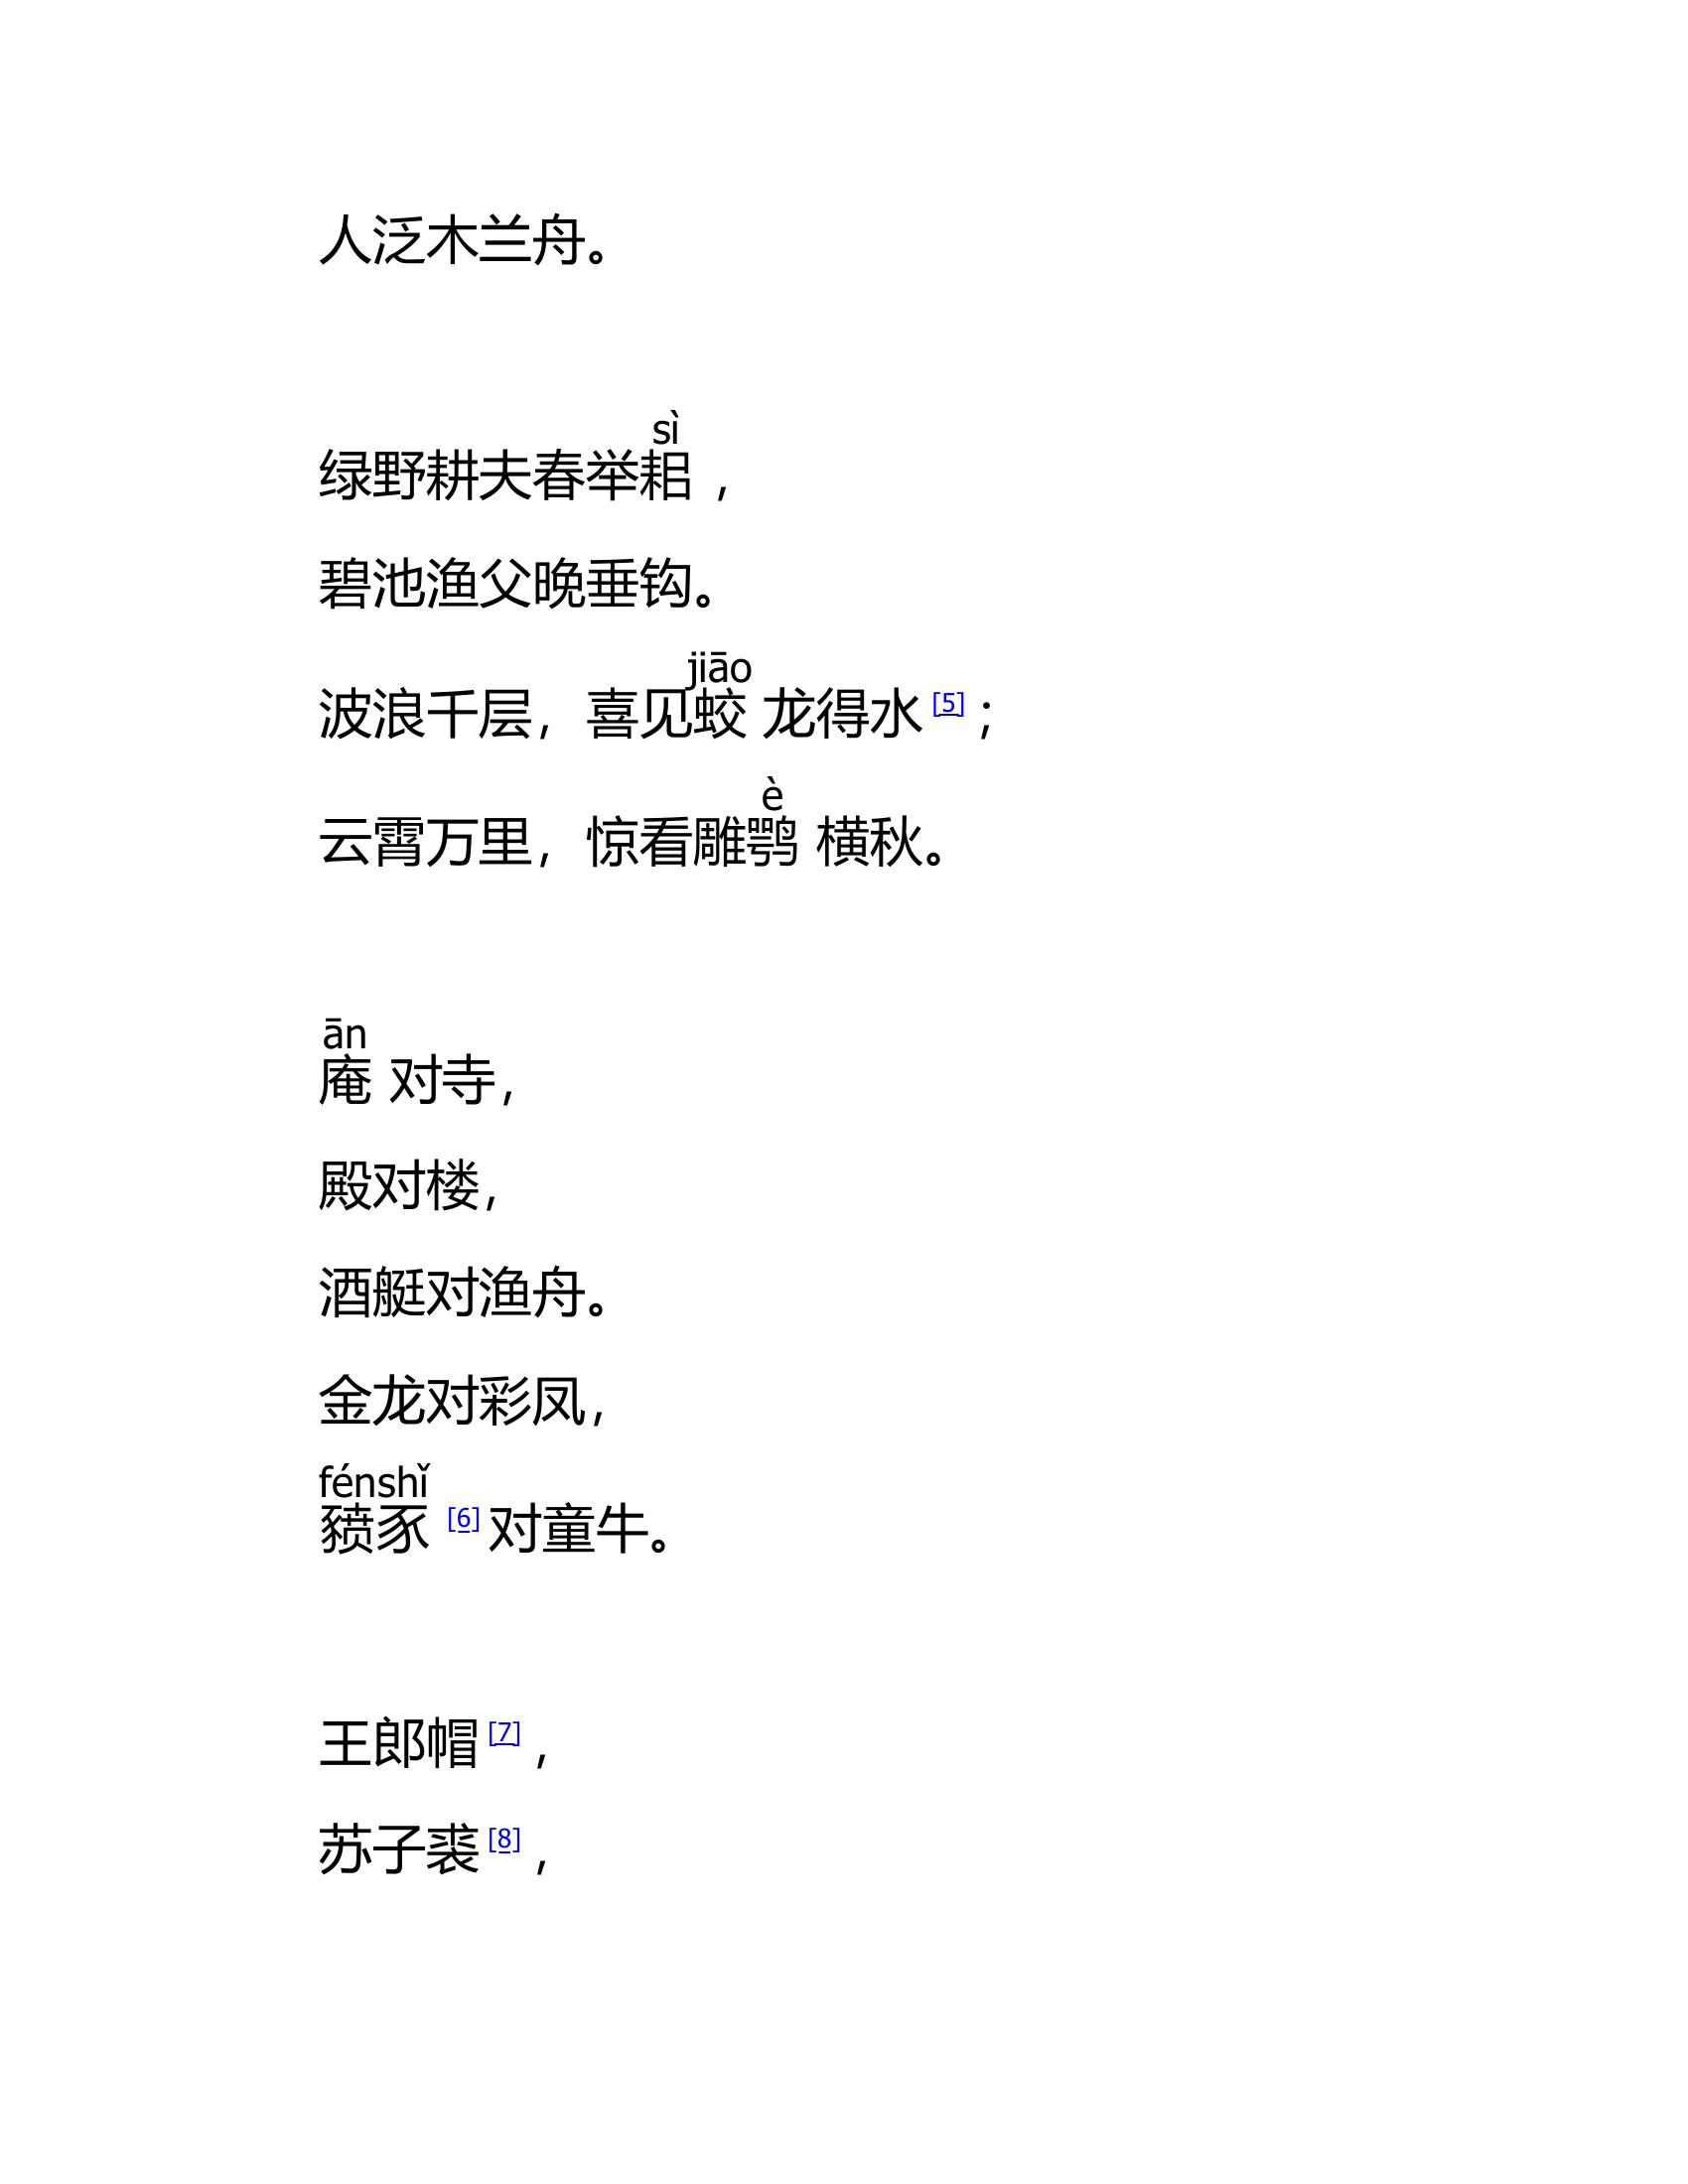 人泛木兰舟。
sì
绿野耕夫春举耜，
碧池渔父晚垂钩。
jiāo
波浪千层，喜见蛟 龙得水[5]；
è
云霄万里，惊看雕鹗 横秋。
ān
庵 对寺，
殿对楼，
酒艇对渔舟。
金龙对彩凤，
fénshǐ
豮豕 [6]对童牛。
王郎帽[7]，
苏子裘[8]，